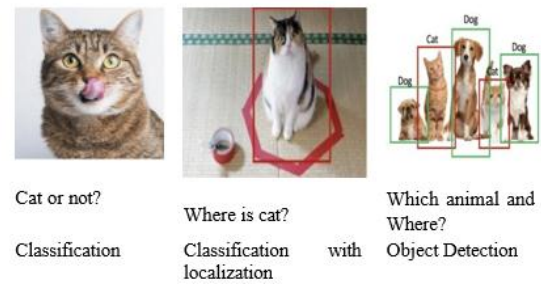 Dog
Cat
Dog
Cat
Dog
Cat or not?
Where is cat?
Which animal and
Where?
Classification
Classification with
localization
Object Detection